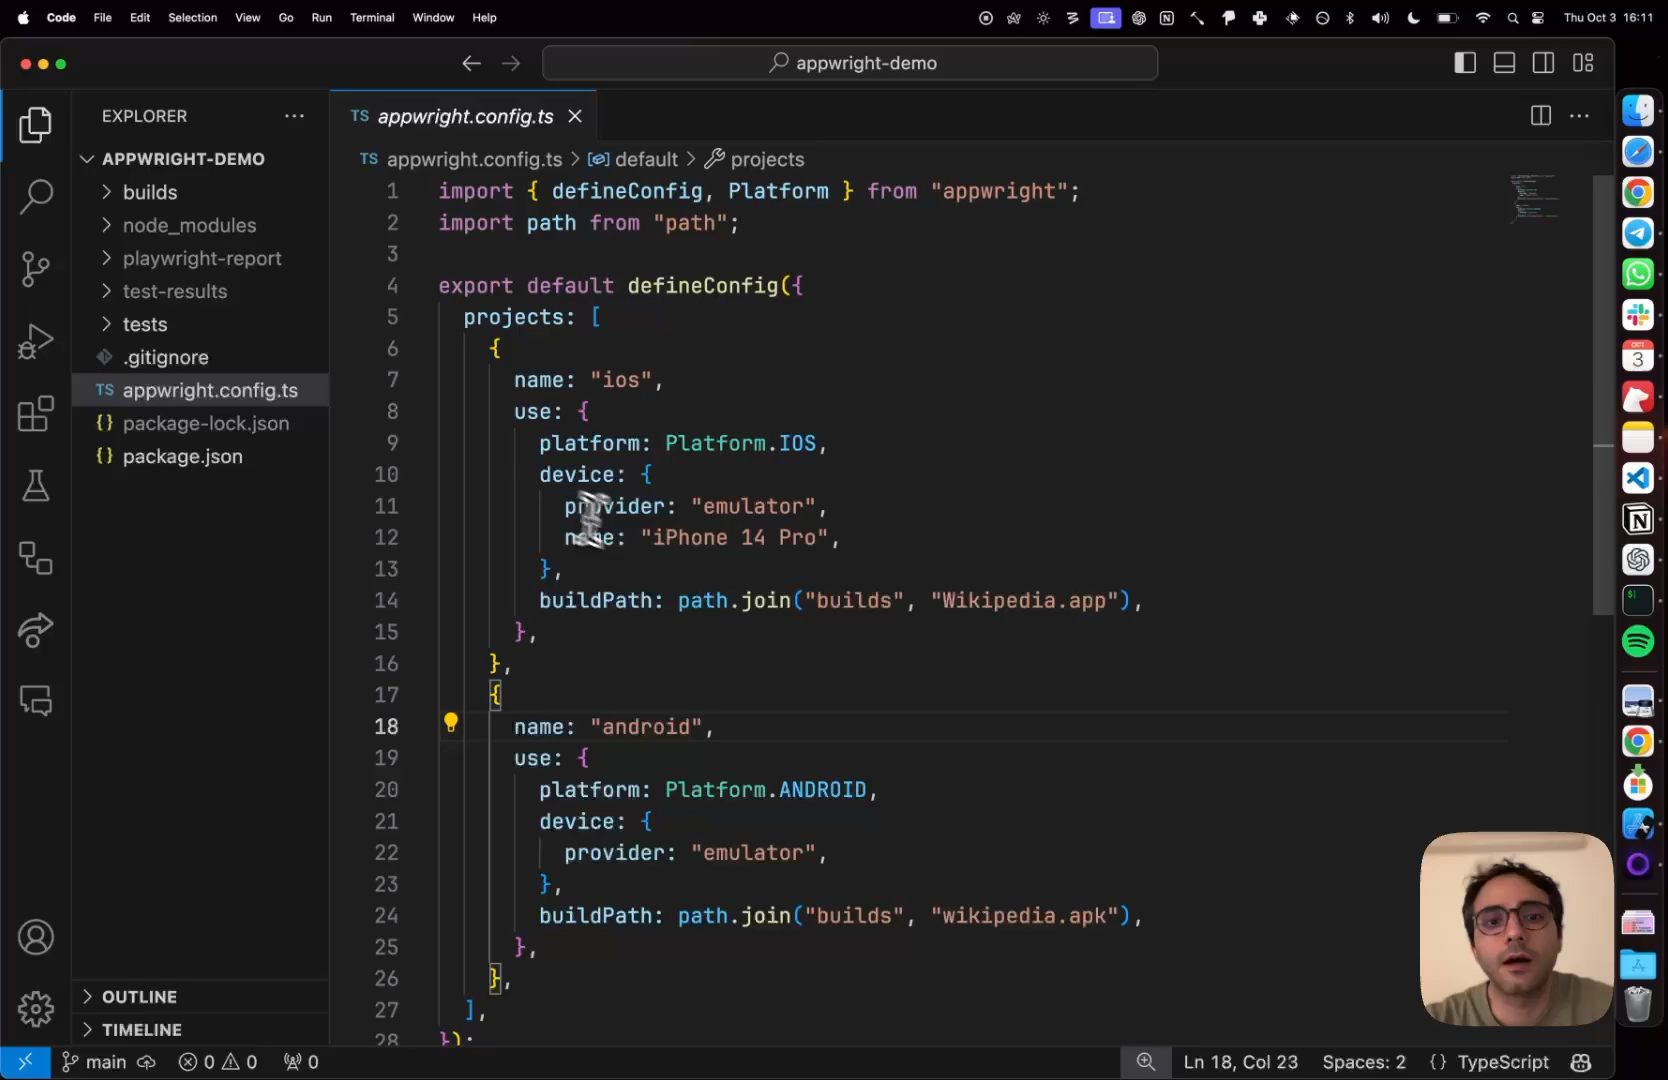 Code File Edit Selection View Go Run Terminal Window Help Thu Oct 3 16:11
appwright-demo
EXPLORER
APPWRIGHT-DEMO
builds
node_modules
playwright-report
test-results
tests
.gitignore
TS appwright.config.ts
{} package-lock.json
{} package.json
OUTLINE
TIMELINE
TS appwright.config.ts
TS appwright.config.ts > default > projects
1 import { defineConfig, Platform } from "appwright";
2 import path from "path";
3
4 export default defineConfig({
5 projects: [
6 {
7 name: "ios",
8 use: {
9 platform: Platform.IOS,
10 device: {
11 provider: "emulator",
12 name: "iPhone 14 Pro",
13 },
14 buildPath: path.join("builds", "Wikipedia.app"),
15 },
16 },
17 {
18 name: "android",
19 use: {
20 platform: Platform.ANDROID,
21 device: {
22 provider: "emulator",
23 },
24 buildPath: path.join("builds", "wikipedia.apk"),
25 },
26 },
27 ],
28 });
OCT
3
main 0 0 0 Ln 18, Col 23 Spaces: 2 {} TypeScript